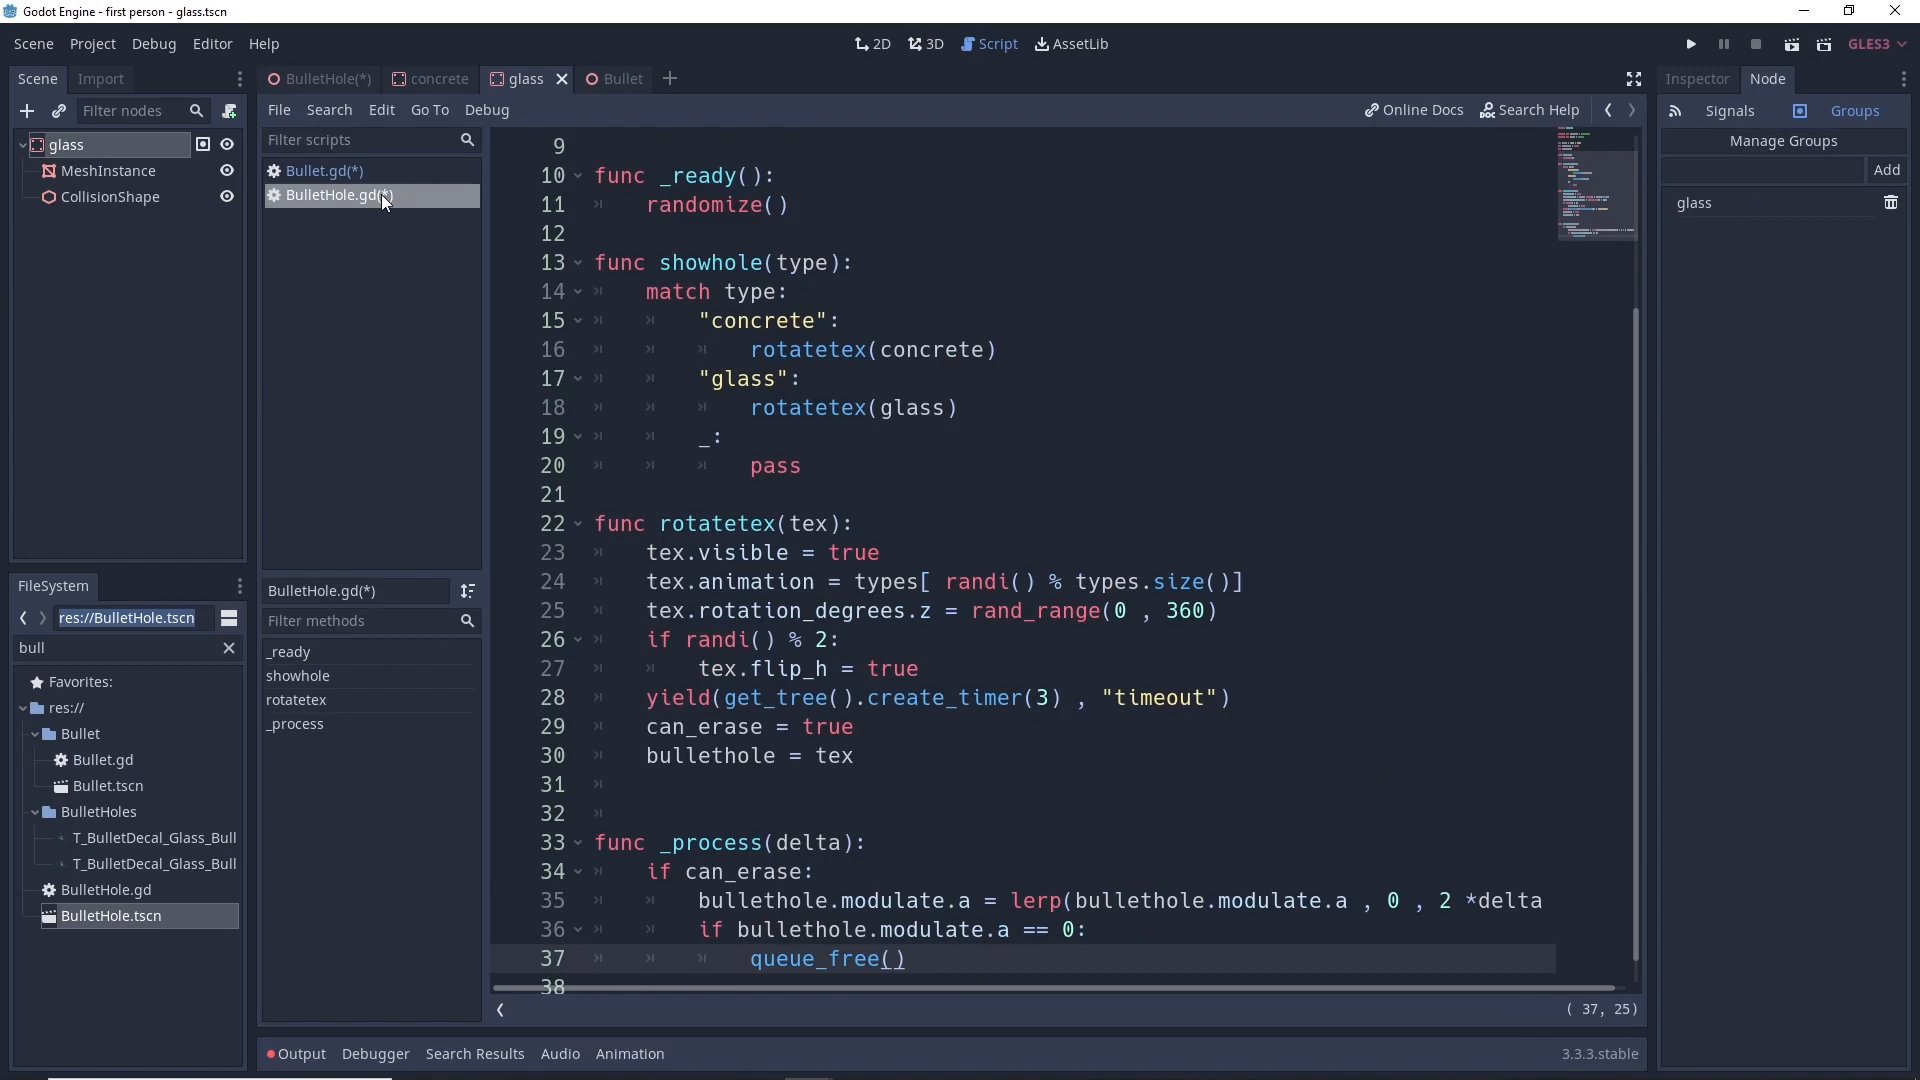 Godot Engine - first person - glass.tscn
Scene Project Debug Editor Help
2D 3D Script AssetLib
GLES3
Scene Import
BulletHole(*) concrete glass Bullet
Inspector Node
Filter nodes
File Search Edit Go To Debug
Online Docs Search Help
Signals Groups
glass
MeshInstance
CollisionShape
Filter scripts
Bullet.gd(*)
BulletHole.gd(*)
Manage Groups
Add
glass
9
10 func _ready():
11 randomize()
12
13 func showhole(type):
14 match type:
15 "concrete":
16 rotatetex(concrete)
17 "glass":
18 rotatetex(glass)
19 _:
20 pass
21
22 func rotatetex(tex):
23 tex.visible = true
24 tex.animation = types[ randi() % types.size()]
25 tex.rotation_degrees.z = rand_range(0 , 360)
26 if randi() % 2:
27 tex.flip_h = true
28 yield(get_tree().create_timer(3) , "timeout")
29 can_erase = true
30 bullethole = tex
31
32
33 func _process(delta):
34 if can_erase:
35 bullethole.modulate.a = lerp(bullethole.modulate.a , 0 , 2 *delta
36 if bullethole.modulate.a == 0:
37 queue_free()
38
BulletHole.gd(*)
Filter methods
_ready
showhole
rotatetex
_process
FileSystem
res://BulletHole.tscn
bull
Favorites:
res://
Bullet
Bullet.gd
Bullet.tscn
BulletHoles
T_BulletDecal_Glass_Bull
T_BulletDecal_Glass_Bull
BulletHole.gd
BulletHole.tscn
( 37, 25)
Output Debugger Search Results Audio Animation
3.3.3.stable